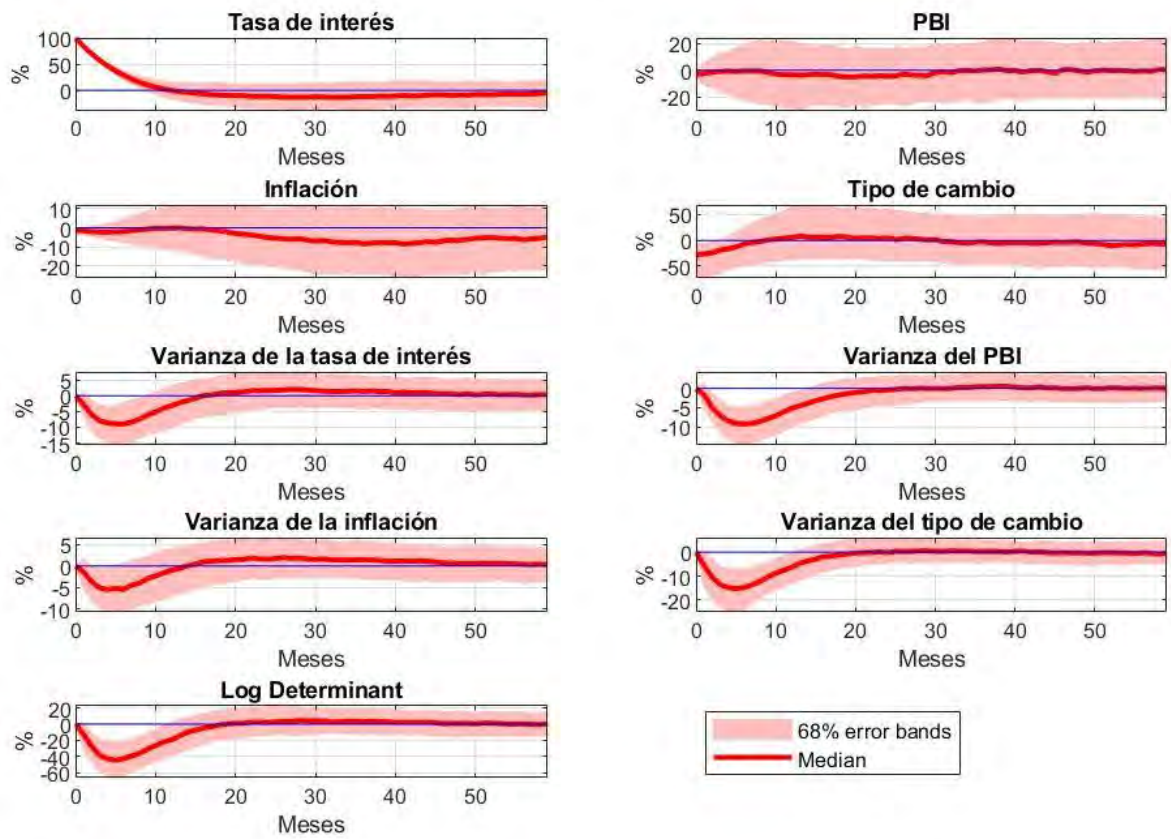 Tasa de interés
100
50
0
%
0 10 20 30 40 50
Meses
PBI
20
0
-20
%
0 10 20 30 40 50
Meses
Inflación
10
0
-10
-20
%
0 10 20 30 40 50
Meses
Tipo de cambio
50
0
-50
%
0 10 20 30 40 50
Meses
Varianza de la tasa de interés
5
0
-5
-10
-15
%
0 10 20 30 40 50
Meses
Varianza del PBI
0
-5
-10
%
0 10 20 30 40 50
Meses
Varianza de la inflación
5
0
-5
-10
%
0 10 20 30 40 50
Meses
Varianza del tipo de cambio
0
-10
-20
%
0 10 20 30 40 50
Meses
Log Determinant
20
0
-20
-40
-60
%
0 10 20 30 40 50
Meses
68% error bands
Median